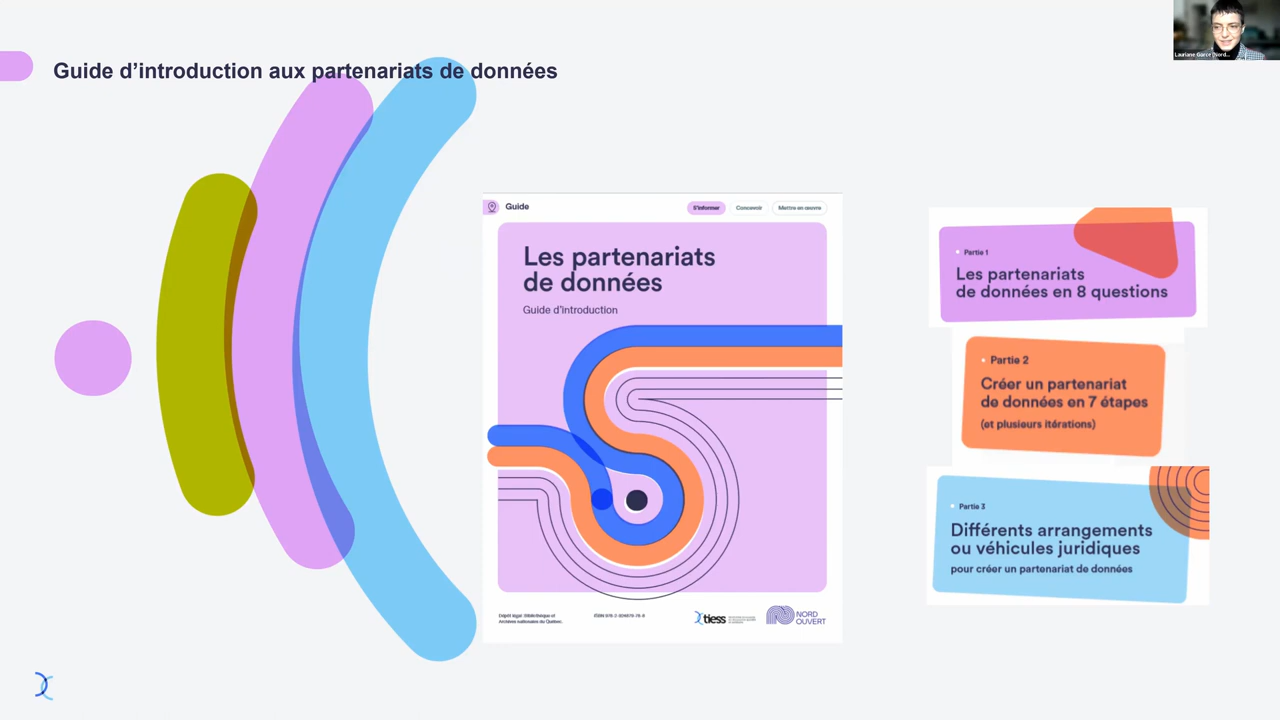 Guide d’introduction aux partenariats de données
Lauriane Gorce (Nord...
Guide
S'informer
Concevoir
Mettre en œuvre
Les partenariats
de données
Guide d’introduction
Dépôt légal: Bibliothèque et
Archives nationales du Québec.
tiess
NORD
OUVERT
Partie 1
Les partenariats
de données en 8 questions
Partie 2
Créer un partenariat
de données en 7 étapes
(et plusieurs itérations)
Partie 3
Différents arrangements
ou véhicules juridiques
pour créer un partenariat de données